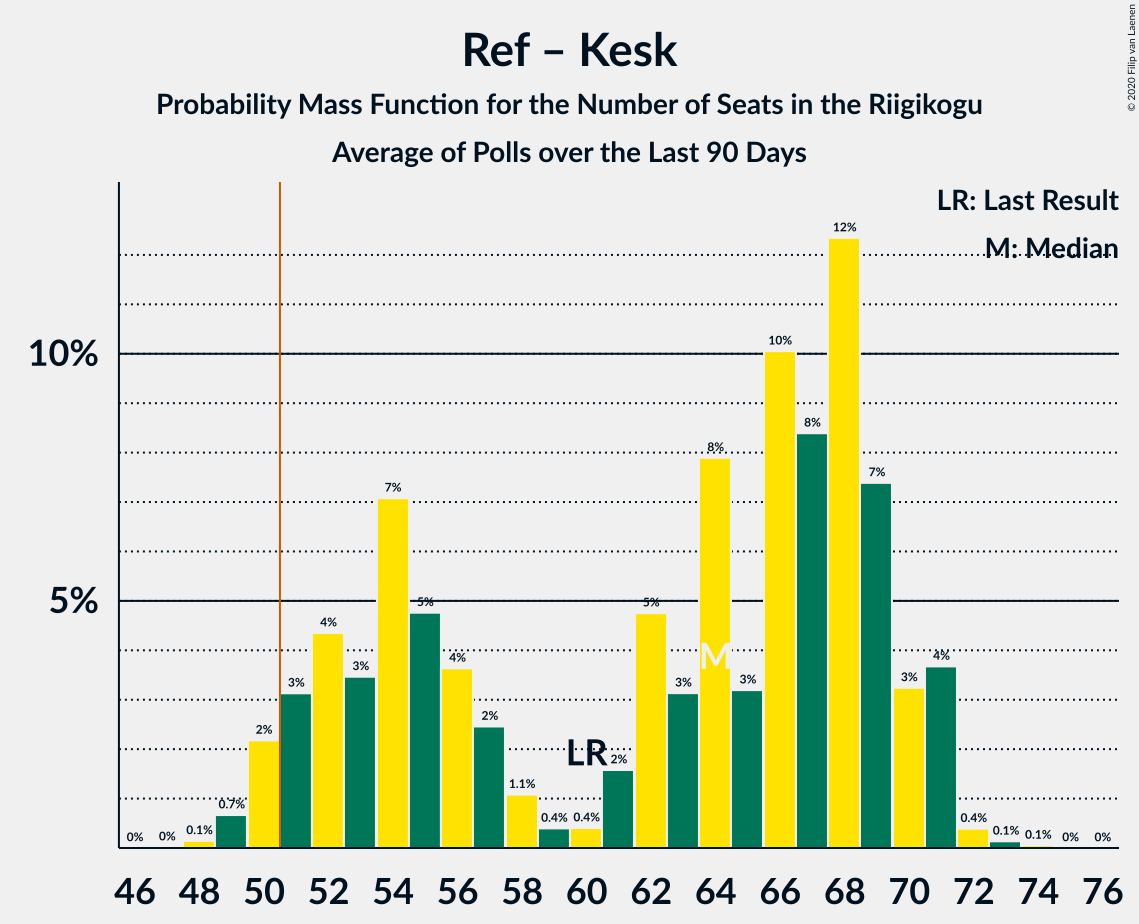 Ref – Kesk
Probability Mass Function for the Number of Seats in the Riigikogu
Average of Polls over the Last 90 Days
© 2020 Filip van Laenen
LR: Last Result
M: Median
10%
5%
0% 0% 0.1% 0.7% 2% 3% 4% 3% 7% 5% 4% 2% 1.1% 0.4% 0.4% 2% 5% 3% 8% 3% 10% 8% 12% 7% 3% 4% 0.4% 0.1% 0.1% 0% 0%
M
LR
46 48 50 52 54 56 58 60 62 64 66 68 70 72 74 76